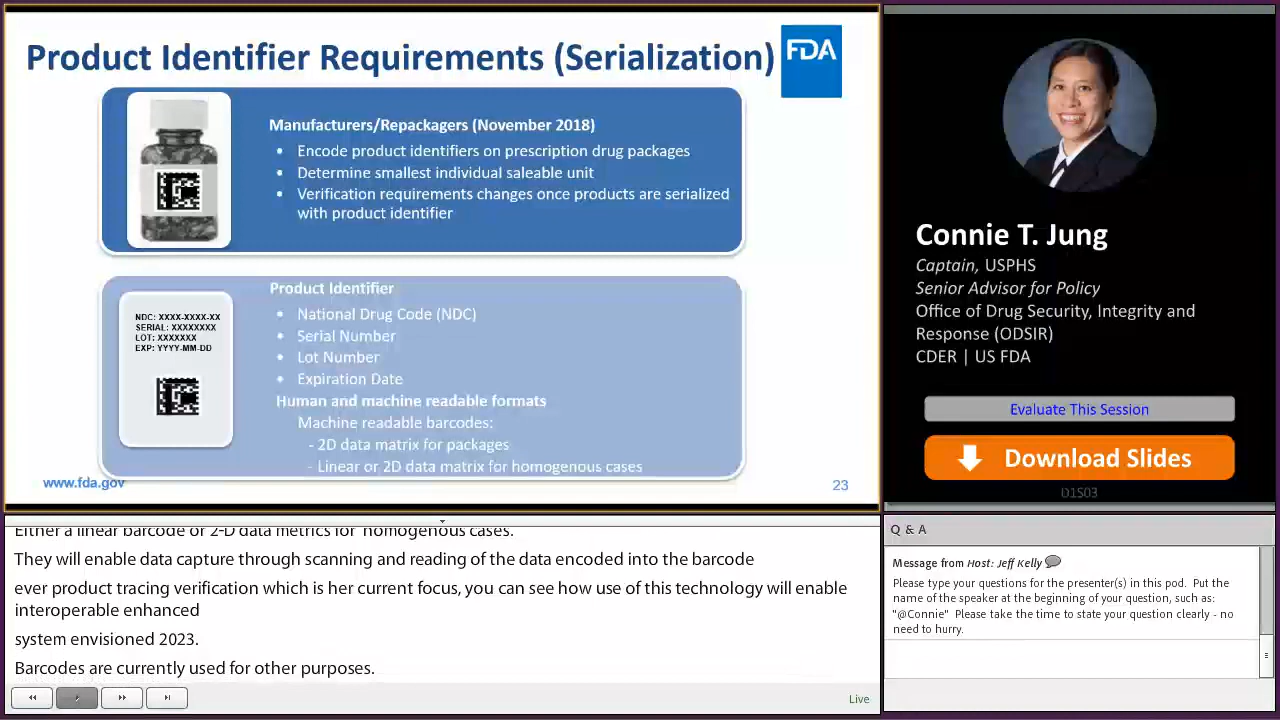 Product Identifier Requirements (Serialization)
FDA
Manufacturers/Repackagers (November 2018)
• Encode product identifiers on prescription drug packages
• Determine smallest individual saleable unit
• Verification requirements changes once products are serialized
with product identifier
NDC: XXXX-XXXX-XX
SERIAL: XXXXXXXX
LOT: XXXXXXX
EXP: YYYY-MM-DD
Product Identifier
• National Drug Code (NDC)
• Serial Number
• Lot Number
• Expiration Date
Human and machine readable formats
Machine readable barcodes:
- 2D data matrix for packages
- Linear or 2D data matrix for homogenous cases
www.fda.gov
23
Connie T. Jung
Captain, USPHS
Senior Advisor for Policy
Office of Drug Security, Integrity and
Response (ODSIR)
CDER | US FDA
Evaluate This Session
Download Slides
D1S03
Either a linear barcode or 2-D data metrics for homogenous cases.
They will enable data capture through scanning and reading of the data encoded into the barcode
ever product tracing verification which is her current focus, you can see how use of this technology will enable
interoperable enhanced
system envisioned 2023.
Barcodes are currently used for other purposes.
Live
Q & A
Message from Host: Jeff Kelly
Please type your questions for the presenter(s) in this pod. Put the
name of the speaker at the beginning of your question, such as:
"@Connie" Please take the time to state your question clearly - no
need to hurry.